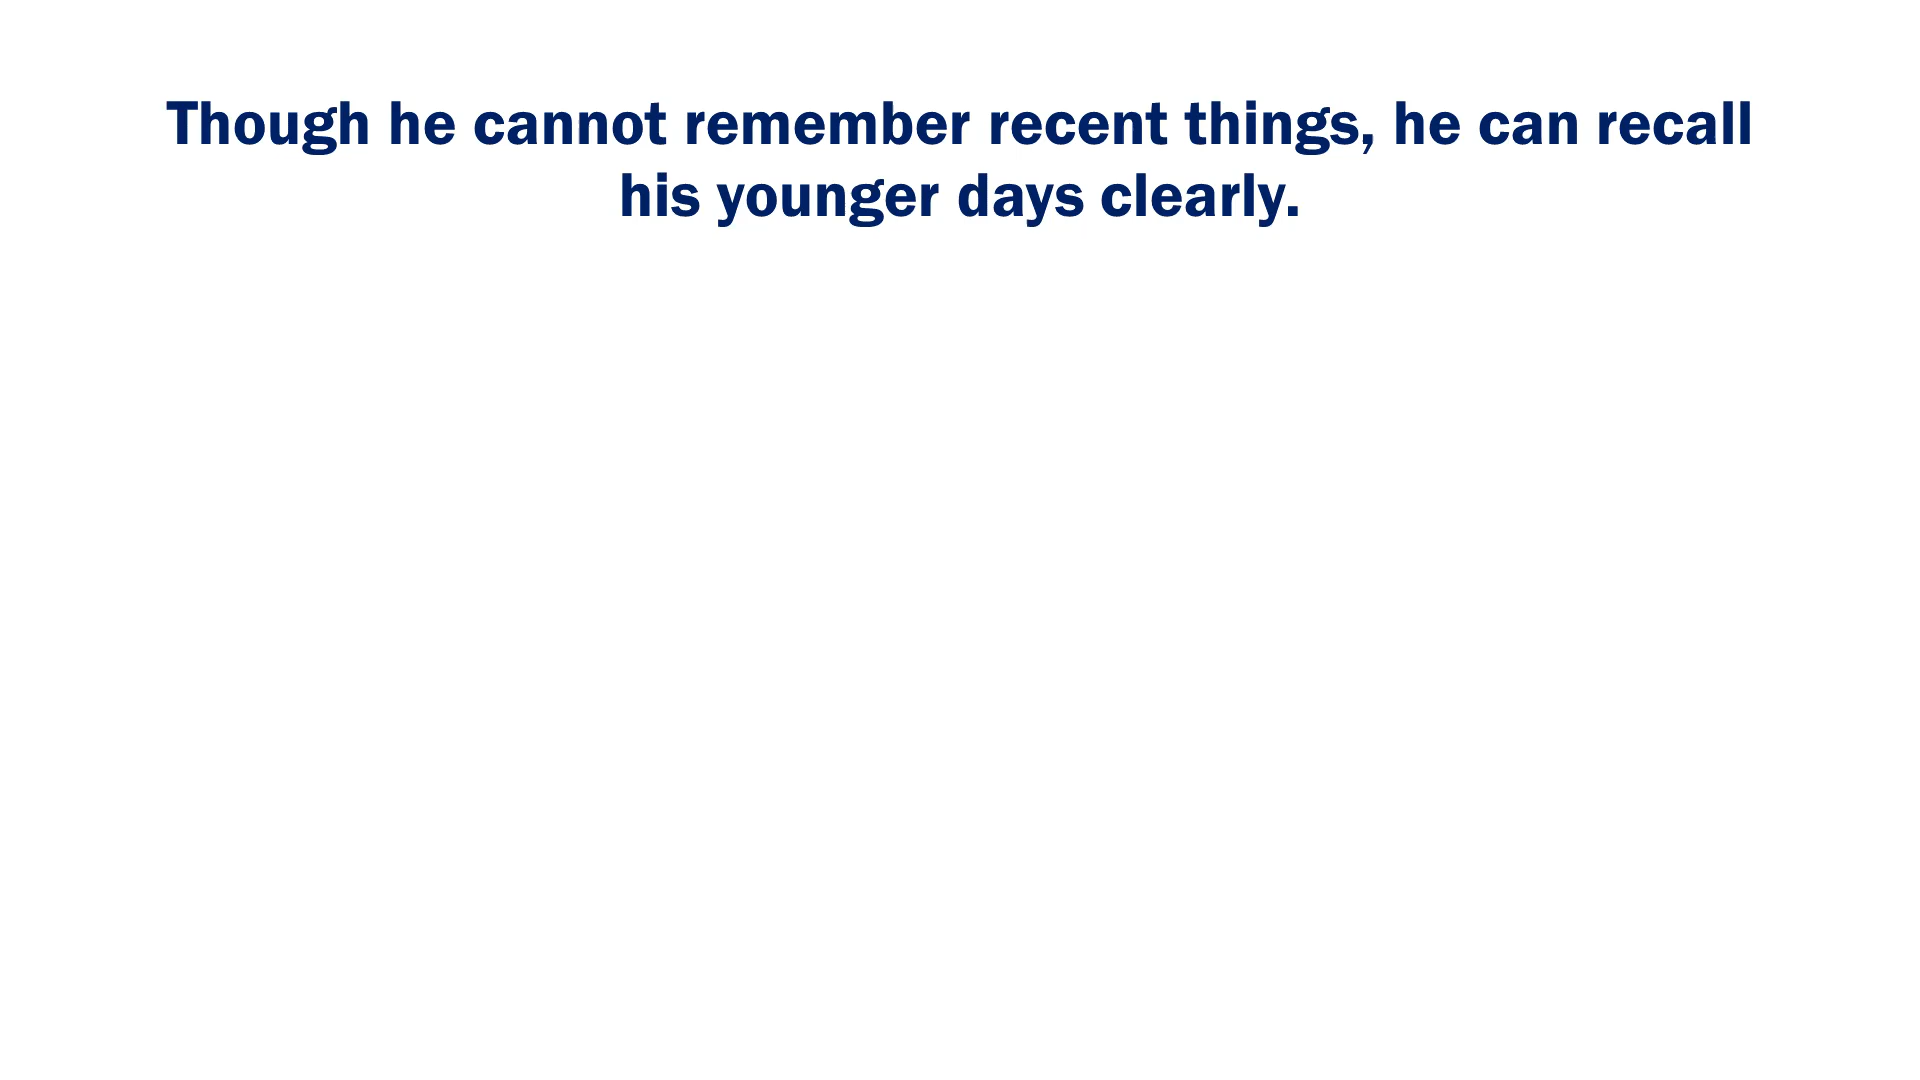 Though he cannot remember recent things, he can recall
his younger days clearly.